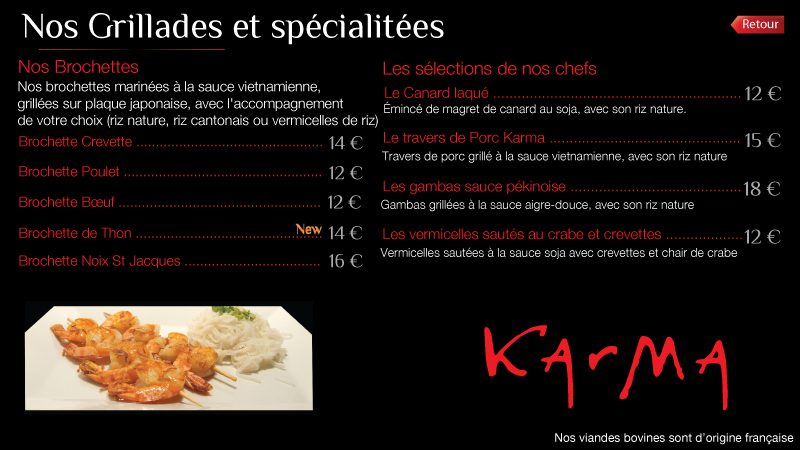 Nos Grillades et spécialitées
Retour
Nos Brochettes
Nos brochettes marinées à la sauce vietnamienne,
grillées sur plaque japonaise, avec l'accompagnement
de votre choix (riz nature, riz cantonais ou vermicelles de riz)
Brochette Crevette ........................................ 14 €
Brochette Poulet ........................................... 12 €
Brochette Bœuf ............................................ 12 €
Brochette de Thon ........................................ New 14 €
Brochette Noix St Jacques ............................. 16 €
Les sélections de nos chefs
Le Canard laqué ...................................................... 12 €
Émincé de magret de canard au soja, avec son riz nature.
Le travers de Porc Karma ......................................... 15 €
Travers de porc grillé à la sauce vietnamienne, avec son riz nature
Les gambas sauce pékinoise ..................................... 18 €
Gambas grillées à la sauce aigre-douce, avec son riz nature
Les vermicelles sautés au crabe et crevettes ................. 12 €
Vermicelles sautées à la sauce soja avec crevettes et chair de crabe
KArMA
Nos viandes bovines sont d'origine française